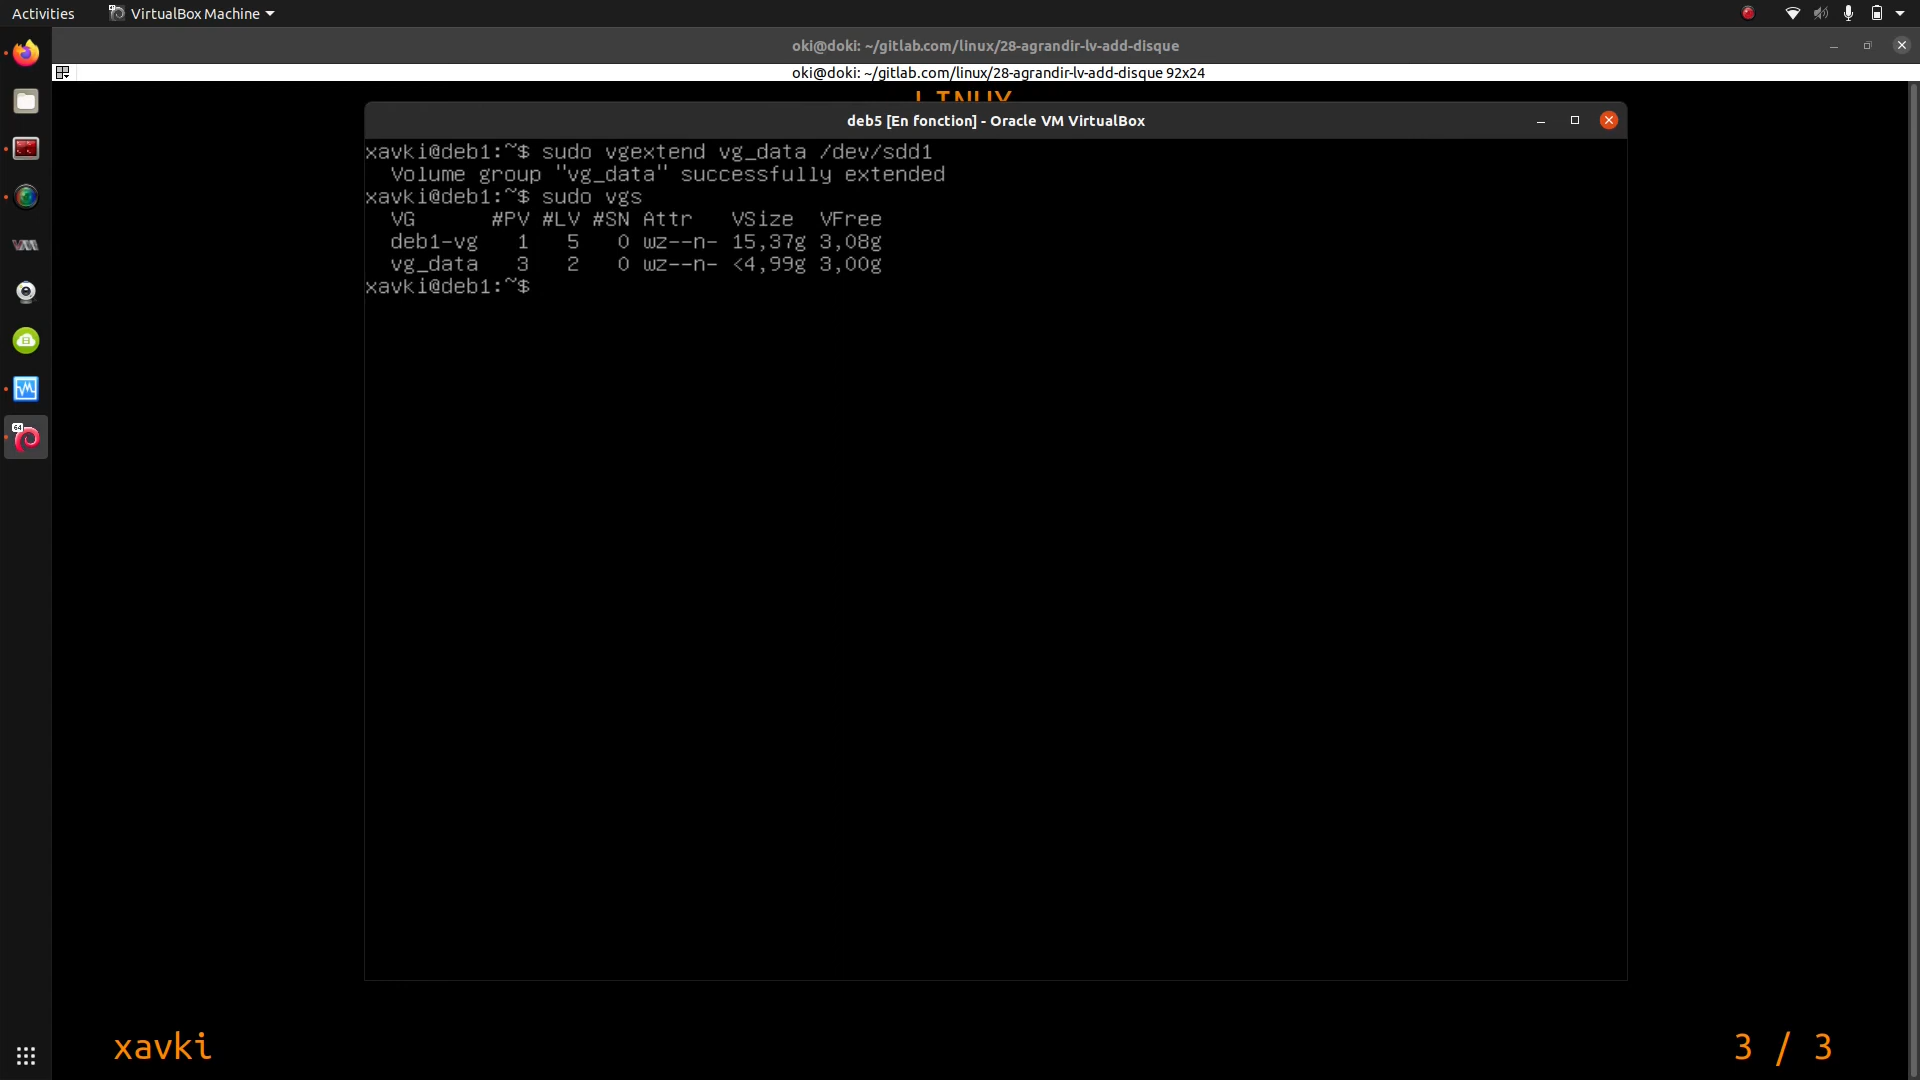 Activities
VirtualBox Machine
oki@doki: ~/gitlab.com/linux/28-agrandir-lv-add-disque
oki@doki: ~/gitlab.com/linux/28-agrandir-lv-add-disque 92x24
LINUX
deb5 [En fonction] - Oracle VM VirtualBox
xavki@deb1:~$ sudo vgextend vg_data /dev/sdd1
  Volume group "vg_data" successfully extended
xavki@deb1:~$ sudo vgs
  VG      #PV #LV #SN Attr   VSize  VFree
  deb1-vg   1   5   0 wz--n- 15,37g 3,08g
  vg_data   3   2   0 wz--n- <4,99g 3,00g
xavki@deb1:~$
64
xavki
3 / 3